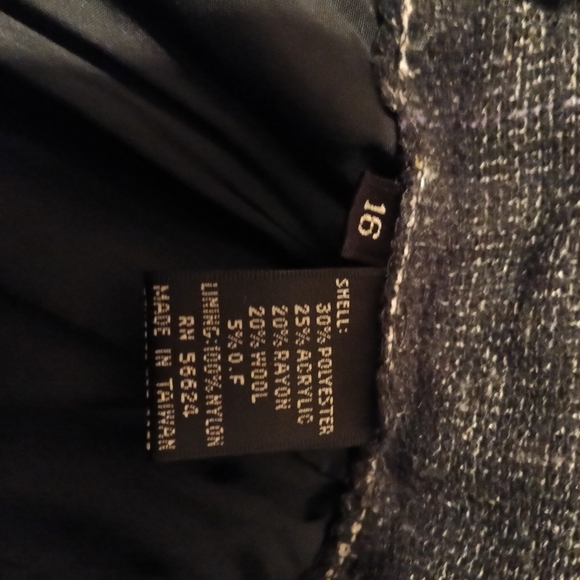 16
SHELL:
30% POLYESTER
25% ACRYLIC
20% RAYON
20% WOOL
5% O.F
LINING:100%NYLON
RN 56624
MADE IN TAIWAN